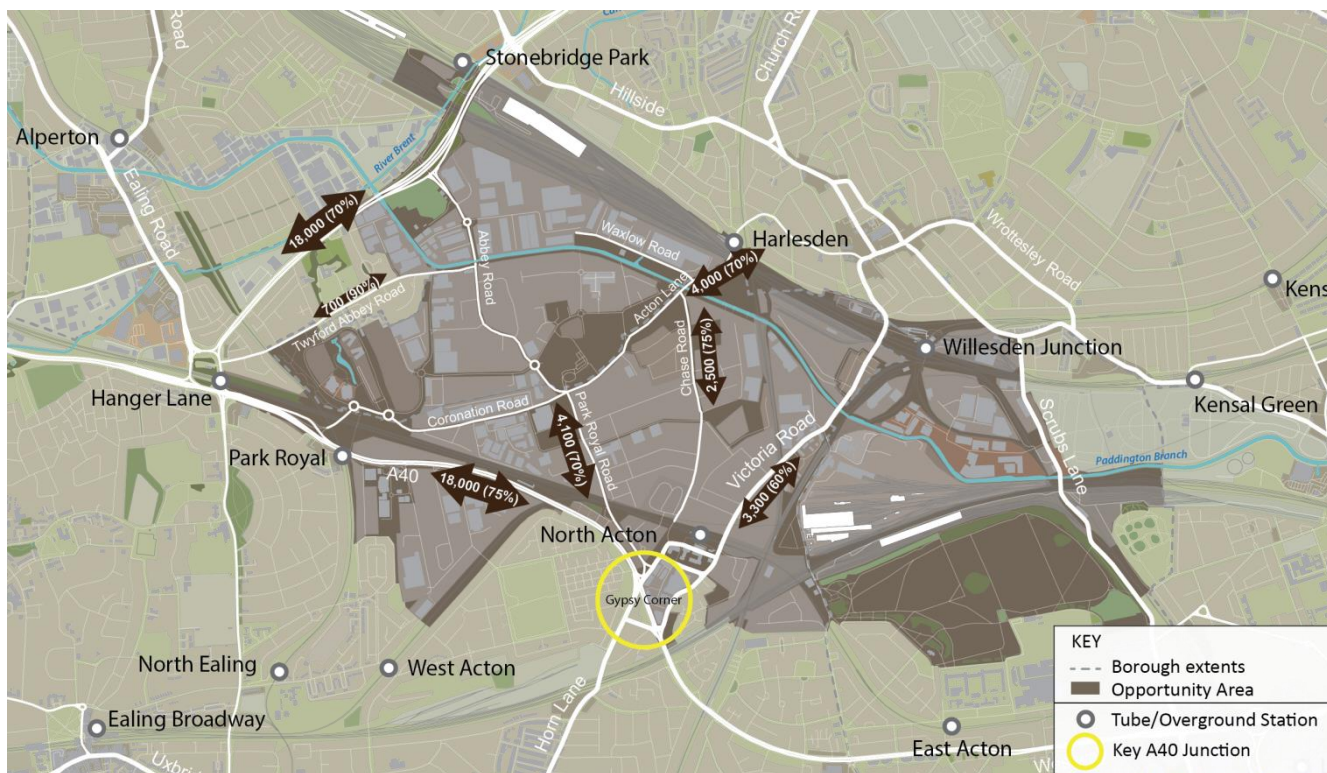 Road
Church Ro
Stonebridge Park
Hillside
Alperton
River Brent
Ealing Road
18,000 (70%)
Wrottesley Road
Waxlow Road
Harlesden
Abbey Road
4,000 (70%)
Kens
700 (90%)
Acton Lane
Twyford Abbey Road
2,500 (75%)
Chase Road
Willesden Junction
Hanger Lane
Kensal Green
Coronation Road
Park Royal Road
4,100 (70%)
Victoria Road
Scrubs Lane
Park Royal
A40
Paddington Branch
18,000 (75%)
3,300 (60%)
North Acton
Gypsy Corner
North Ealing
West Acton
Horn Lane
Ealing Broadway
Uxbri
East Acton
KEY
Borough extents
Opportunity Area
Tube/Overground Station
Key A40 Junction